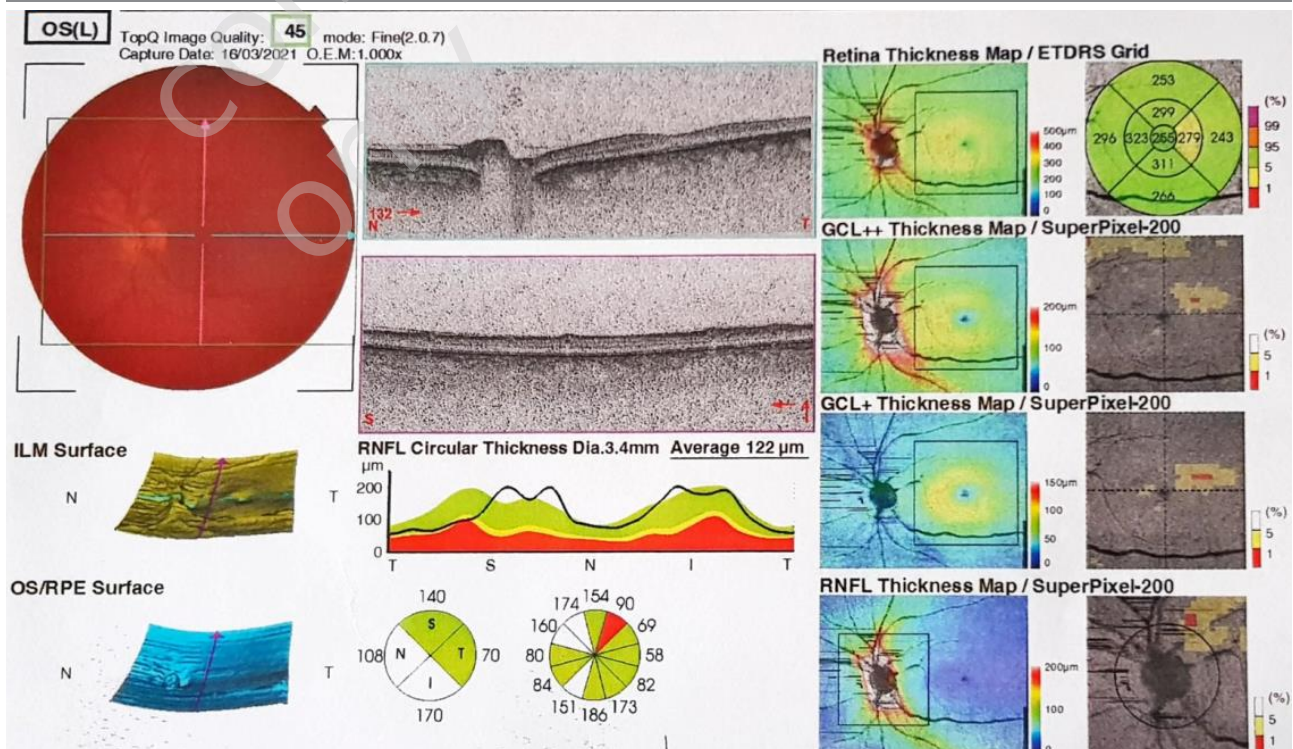 OS(L) TopQ Image Quality: 45 mode: Fine(2.0.7)
Capture Date: 16/03/2021 O.E.M:1.000x
132
N T
S
ILM Surface
N T
OS/RPE Surface
N T
RNFL Circular Thickness Dia.3.4mm Average 122 µm
µm
200
100
0
T S N I T
140
S
108 N T 70
I
170
174 154 90
160 69
80 58
84 82
151 186 173
Retina Thickness Map / ETDRS Grid
500µm
400
300
200
100
0
253
299
296 323 255 279 243
311
266
(%)
99
95
5
1
GCL++ Thickness Map / SuperPixel-200
200µm
100
0
(%)
5
1
GCL+ Thickness Map / SuperPixel-200
150µm
100
50
0
(%)
5
1
RNFL Thickness Map / SuperPixel-200
200µm
100
(%)
5
1